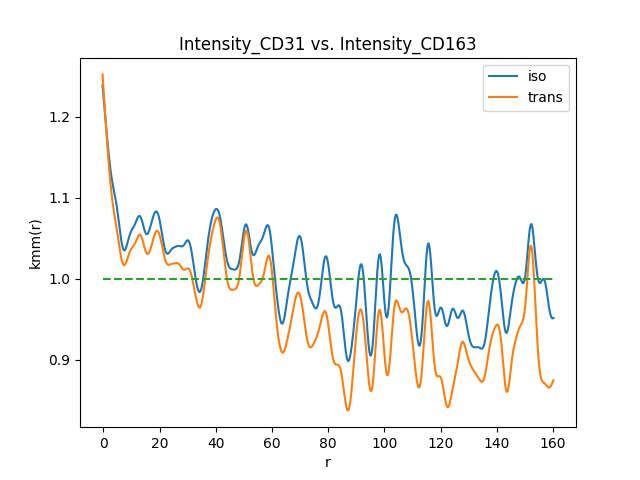 Intensity_CD31 vs. Intensity_CD163
iso
trans
kmm(r)
1.2
1.1
1.0
0.9
0 20 40 60 80 100 120 140 160
r